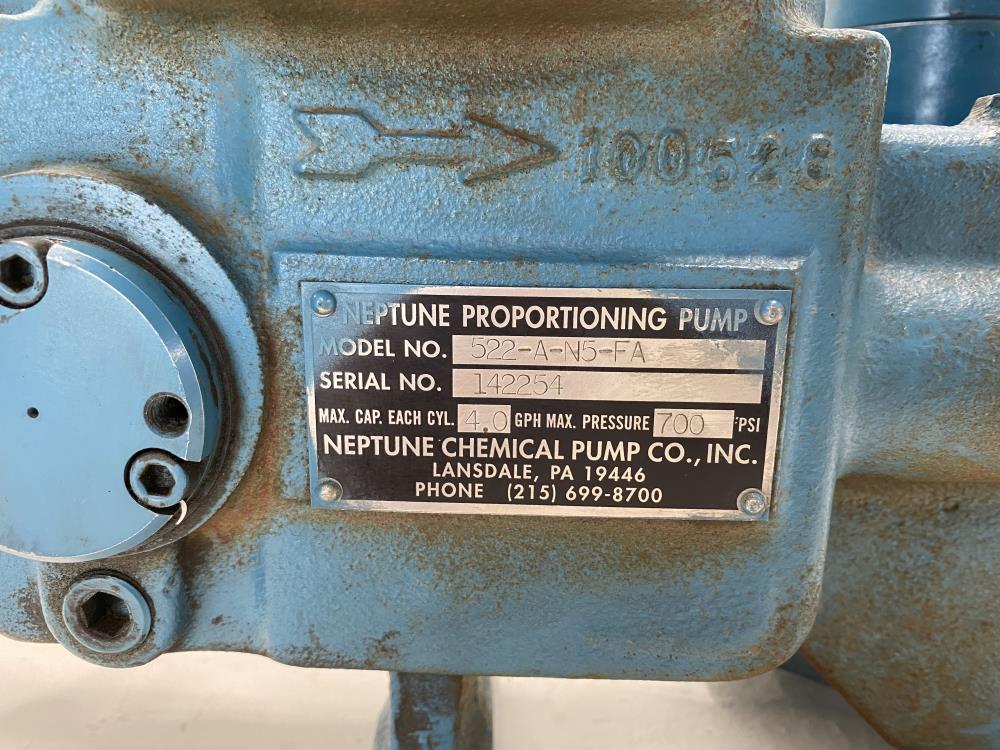 100526
NEPTUNE PROPORTIONING PUMP
MODEL NO. 522-A-N5-FA
SERIAL NO. 142254
MAX. CAP. EACH CYL. 4.0 GPH MAX. PRESSURE 700 PSI
NEPTUNE CHEMICAL PUMP CO., INC.
LANSDALE, PA 19446
PHONE (215) 699-8700